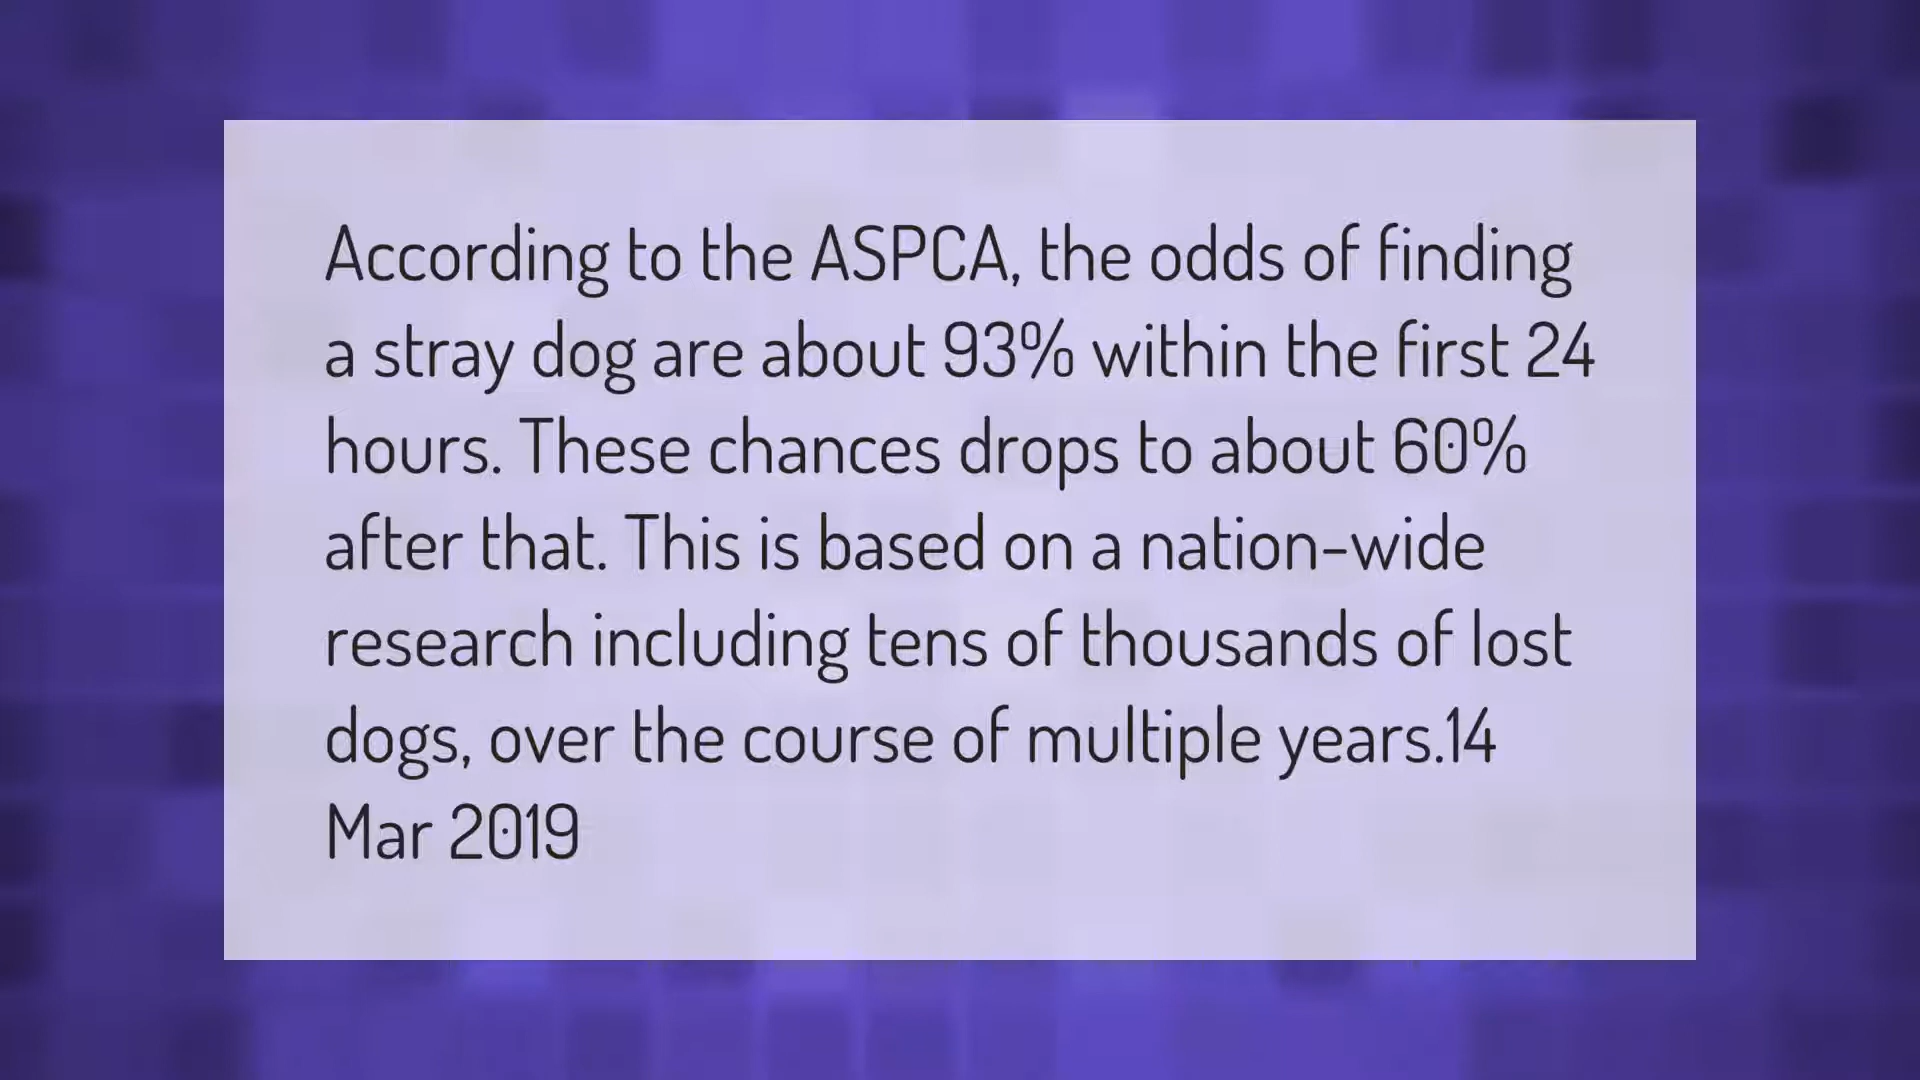 According to the ASPCA, the odds of finding
a stray dog are about 93% within the first 24
hours. These chances drops to about 60%
after that. This is based on a nation-wide
research including tens of thousands of lost
dogs, over the course of multiple years.14
Mar 2019